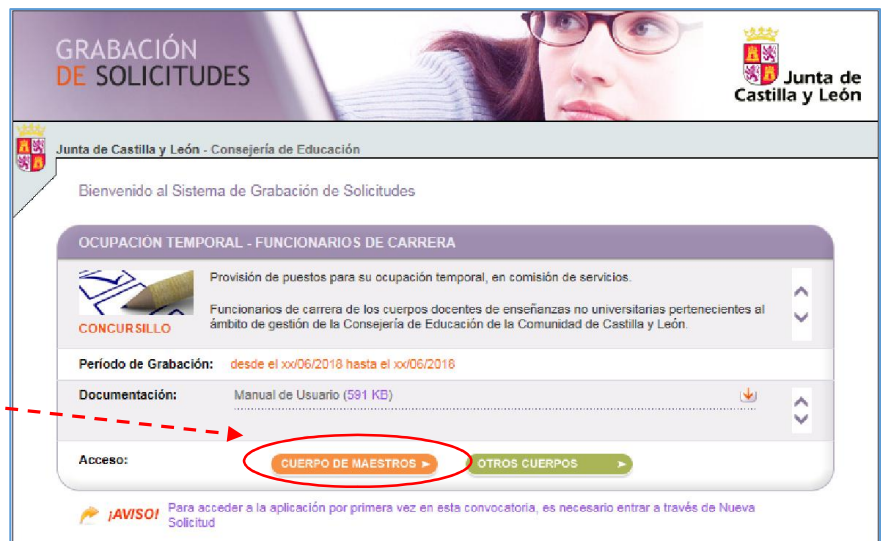 GRABACIÓN
DE SOLICITUDES
Junta de
Castilla y León
Junta de Castilla y León - Consejería de Educación
Bienvenido al Sistema de Grabación de Solicitudes
OCUPACIÓN TEMPORAL - FUNCIONARIOS DE CARRERA
Provisión de puestos para su ocupación temporal, en comisión de servicios.
Funcionarios de carrera de los cuerpos docentes de enseñanzas no universitarias pertenecientes al
ámbito de gestión de la Consejería de Educación de la Comunidad de Castilla y León.
CONCURSILLO
Período de Grabación: desde el xx/06/2018 hasta el xx/06/2018
Documentación: Manual de Usuario (591 KB)
Acceso: CUERPO DE MAESTROS OTROS CUERPOS
¡AVISO! Para acceder a la aplicación por primera vez en esta convocatoria, es necesario entrar a través de Nueva
Solicitud